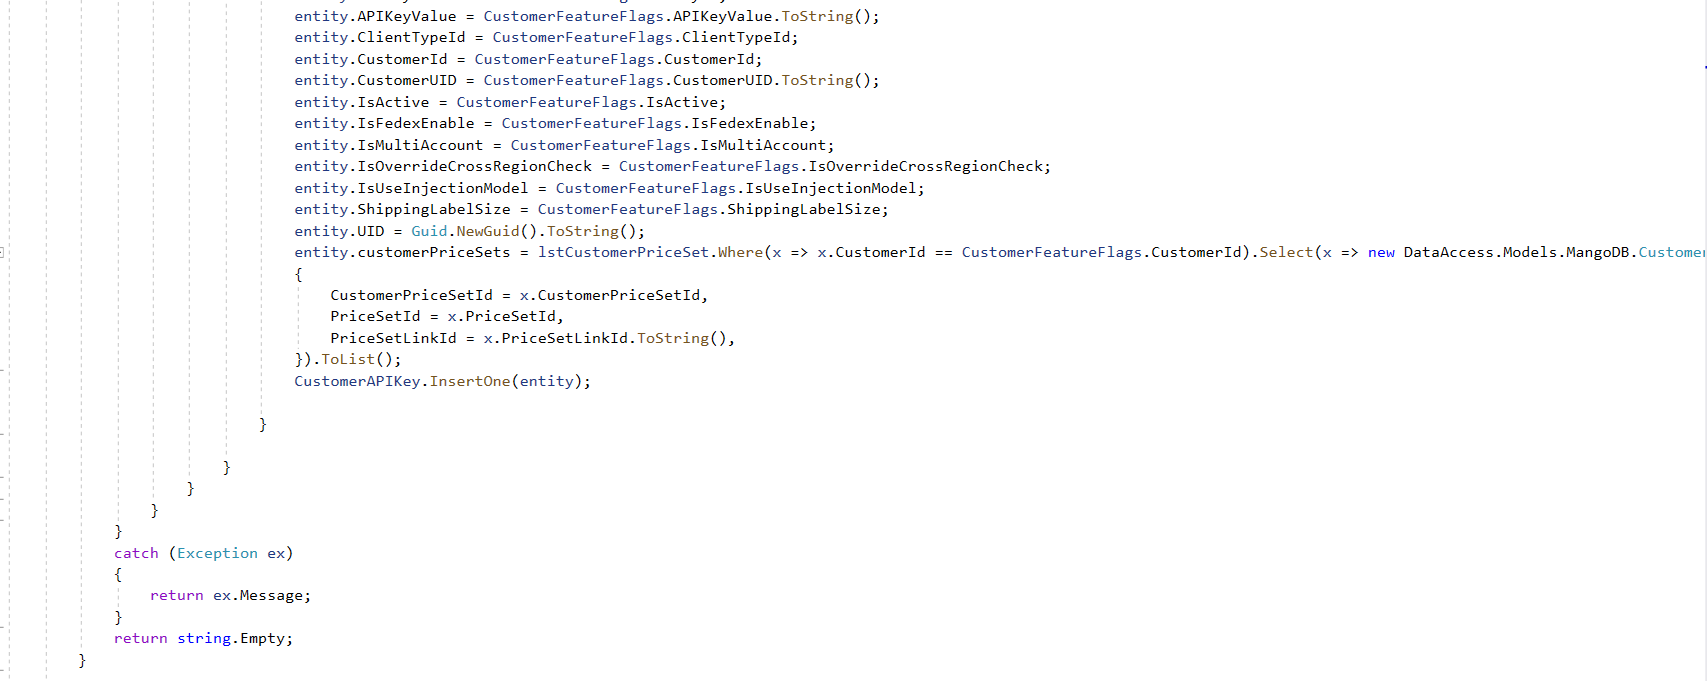 entity.APIKeyValue = CustomerFeatureFlags.APIKeyValue.ToString();
entity.ClientTypeId = CustomerFeatureFlags.ClientTypeId;
entity.CustomerId = CustomerFeatureFlags.CustomerId;
entity.CustomerUID = CustomerFeatureFlags.CustomerUID.ToString();
entity.IsActive = CustomerFeatureFlags.IsActive;
entity.IsFedexEnable = CustomerFeatureFlags.IsFedexEnable;
entity.IsMultiAccount = CustomerFeatureFlags.IsMultiAccount;
entity.IsOverrideCrossRegionCheck = CustomerFeatureFlags.IsOverrideCrossRegionCheck;
entity.IsUseInjectionModel = CustomerFeatureFlags.IsUseInjectionModel;
entity.ShippingLabelSize = CustomerFeatureFlags.ShippingLabelSize;
entity.UID = Guid.NewGuid().ToString();
entity.customerPriceSets = lstCustomerPriceSet.Where(x => x.CustomerId == CustomerFeatureFlags.CustomerId).Select(x => new DataAccess.Models.MangoDB.Customer
{
CustomerPriceSetId = x.CustomerPriceSetId,
PriceSetId = x.PriceSetId,
PriceSetLinkId = x.PriceSetLinkId.ToString(),
}).ToList();
CustomerAPIKey.InsertOne(entity);
}
}
}
}
}
catch (Exception ex)
{
return ex.Message;
}
return string.Empty;
}